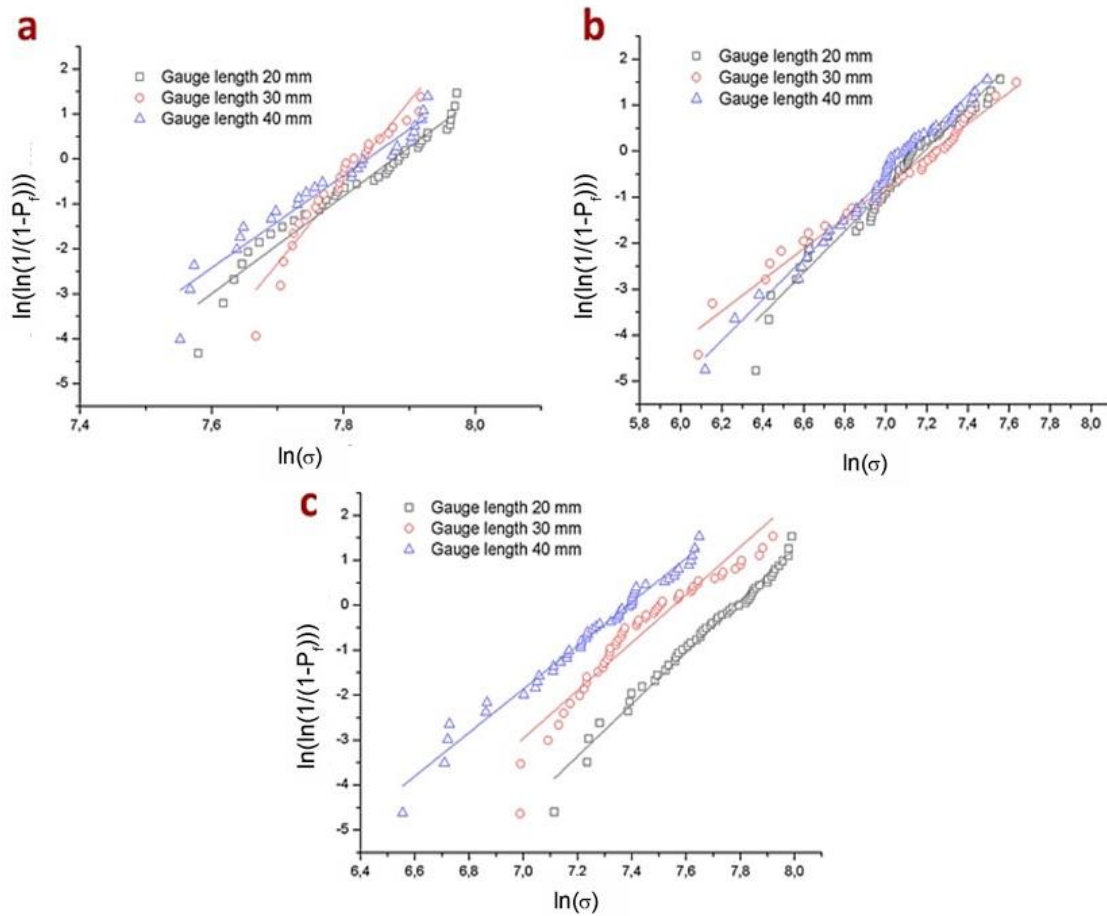 a
2
1
0
-1
-2
-3
-4
-5
Gauge length 20 mm
Gauge length 30 mm
Gauge length 40 mm
ln(ln(1/(1-Pf)))
7,4 7,6 7,8 8,0
ln(σ)
b
2
1
0
-1
-2
-3
-4
-5
Gauge length 20 mm
Gauge length 30 mm
Gauge length 40 mm
ln(ln(1/(1-Pf)))
5,8 6,0 6,2 6,4 6,6 6,8 7,0 7,2 7,4 7,6 7,8 8,0
ln(σ)
c
2
1
0
-1
-2
-3
-4
-5
Gauge length 20 mm
Gauge length 30 mm
Gauge length 40 mm
ln(ln(1/(1-Pf)))
6,4 6,6 6,8 7,0 7,2 7,4 7,6 7,8 8,0
ln(σ)